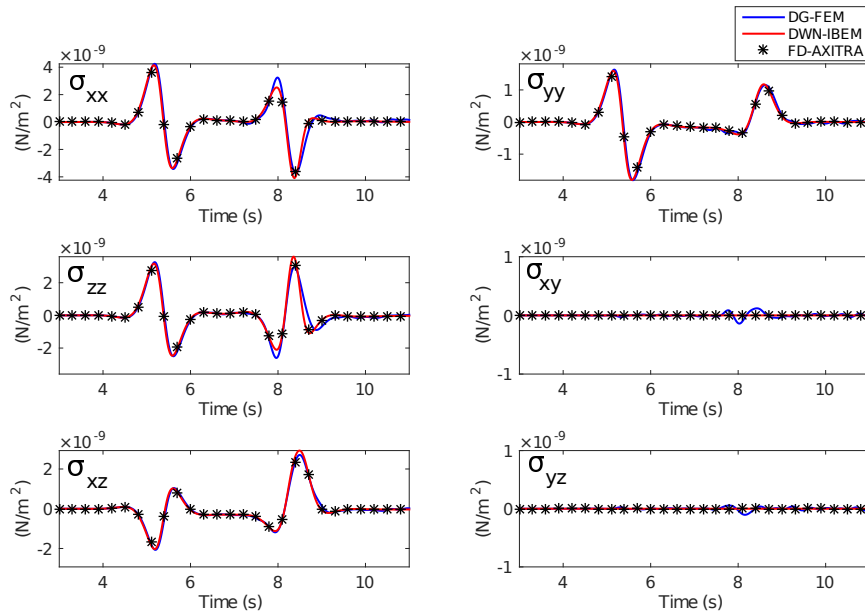 DG-FEM
DWN-IBEM
FD-AXITRA
×10⁻⁹
σxx
(N/m²)
4
2
0
-2
-4
4 6 8 10
Time (s)
×10⁻⁹
σyy
(N/m²)
1
0
-1
4 6 8 10
Time (s)
×10⁻⁹
σzz
(N/m²)
2
0
-2
4 6 8 10
Time (s)
×10⁻⁹
σxy
(N/m²)
1
0
-1
4 6 8 10
Time (s)
×10⁻⁹
σxz
(N/m²)
2
0
-2
4 6 8 10
Time (s)
×10⁻⁹
σyz
(N/m²)
1
0
-1
4 6 8 10
Time (s)